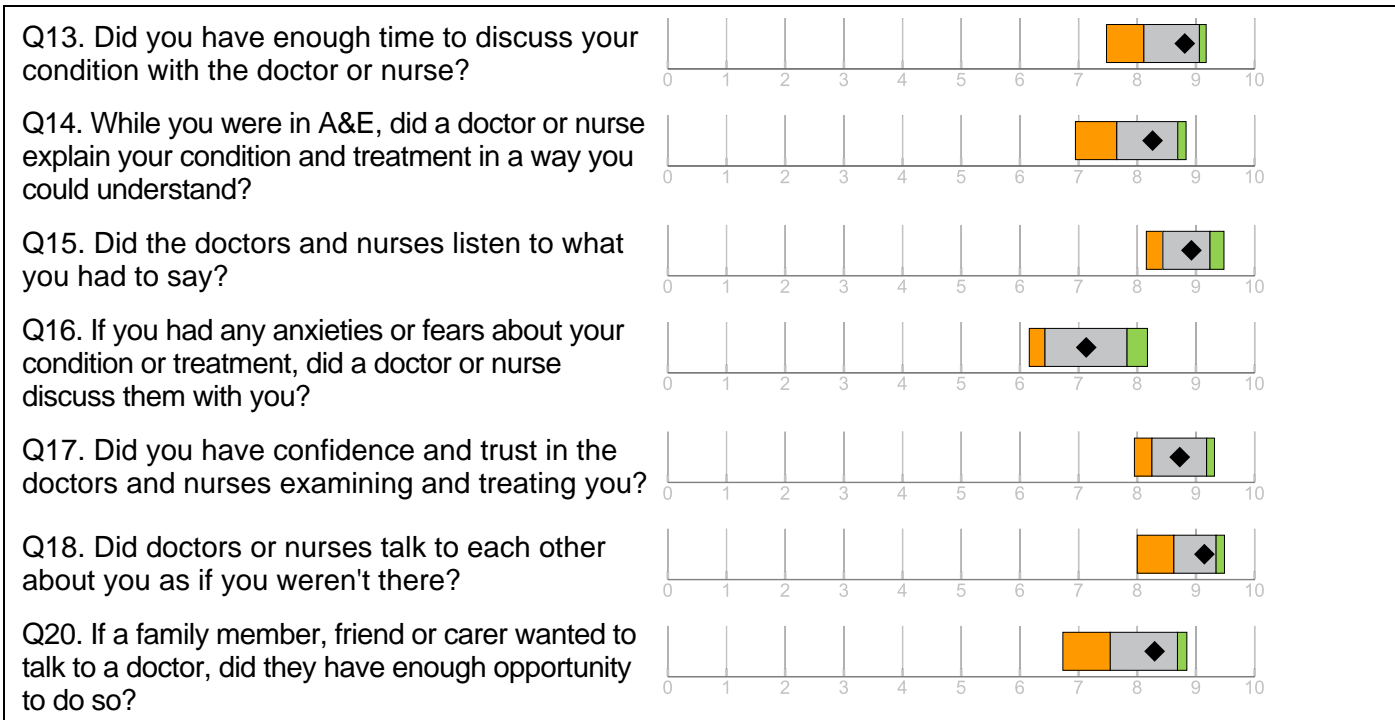 Q13. Did you have enough time to discuss your
condition with the doctor or nurse?
0 1 2 3 4 5 6 7 8 9 10
Q14. While you were in A&E, did a doctor or nurse
explain your condition and treatment in a way you
could understand?
0 1 2 3 4 5 6 7 8 9 10
Q15. Did the doctors and nurses listen to what
you had to say?
0 1 2 3 4 5 6 7 8 9 10
Q16. If you had any anxieties or fears about your
condition or treatment, did a doctor or nurse
discuss them with you?
0 1 2 3 4 5 6 7 8 9 10
Q17. Did you have confidence and trust in the
doctors and nurses examining and treating you?
0 1 2 3 4 5 6 7 8 9 10
Q18. Did doctors or nurses talk to each other
about you as if you weren't there?
0 1 2 3 4 5 6 7 8 9 10
Q20. If a family member, friend or carer wanted to
talk to a doctor, did they have enough opportunity
to do so?
0 1 2 3 4 5 6 7 8 9 10